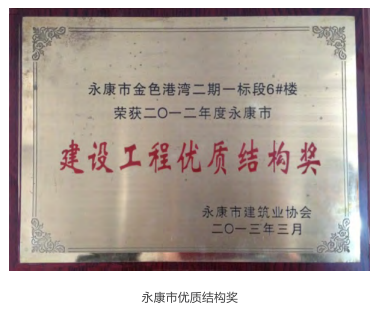 永康市金色港湾二期一标段6#楼
荣获二〇一二年度永康市
建设工程优质结构奖
永康市建筑业协会
二〇一三年三月
永康市优质结构奖